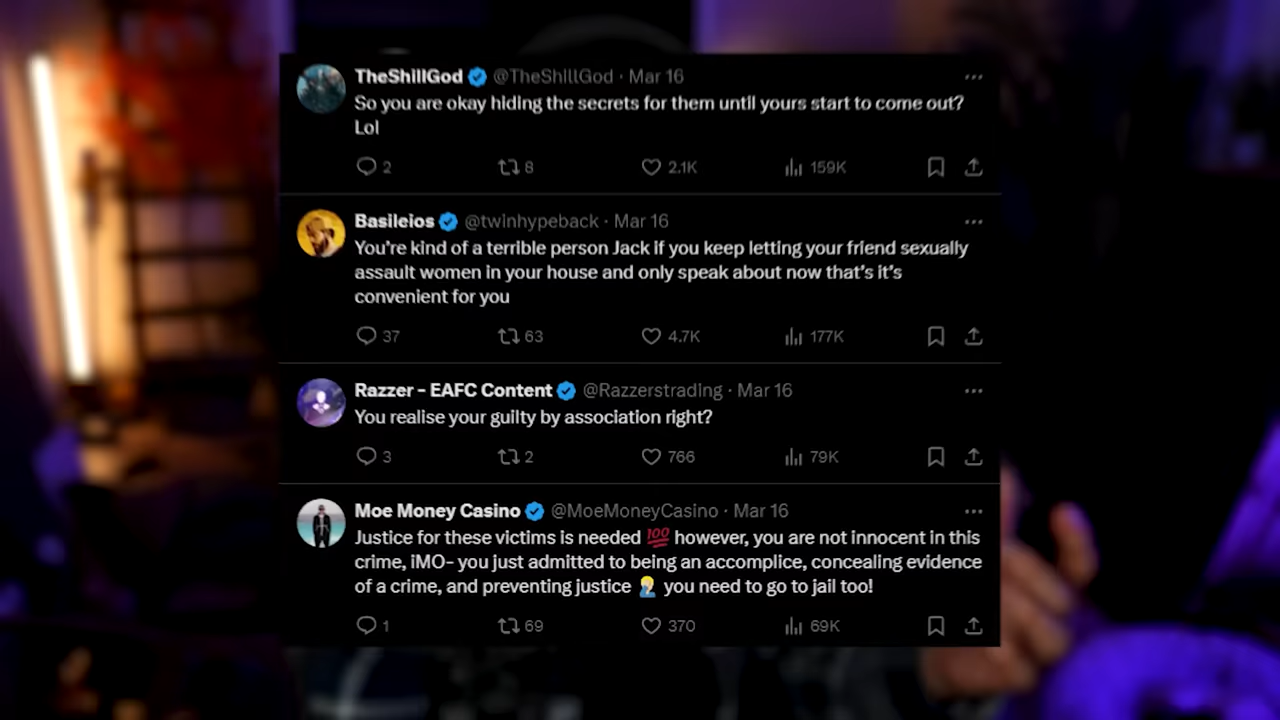 TheShillGod @TheShillGod · Mar 16 ...
So you are okay hiding the secrets for them until yours start to come out?
Lol
2 8 2.1K 159K
Basileios @twinhypeback · Mar 16 ...
You're kind of a terrible person Jack if you keep letting your friend sexually
assault women in your house and only speak about now that's it's
convenient for you
37 63 4.7K 177K
Razzer - EAFC Content @Razzerstrading · Mar 16 ...
You realise your guilty by association right?
3 2 766 79K
Moe Money Casino @MoeMoneyCasino · Mar 16 ...
Justice for these victims is needed 💯 however, you are not innocent in this
crime, iMO- you just admitted to being an accomplice, concealing evidence
of a crime, and preventing justice 🤦🏼‍♂️ you need to go to jail too!
1 69 370 69K